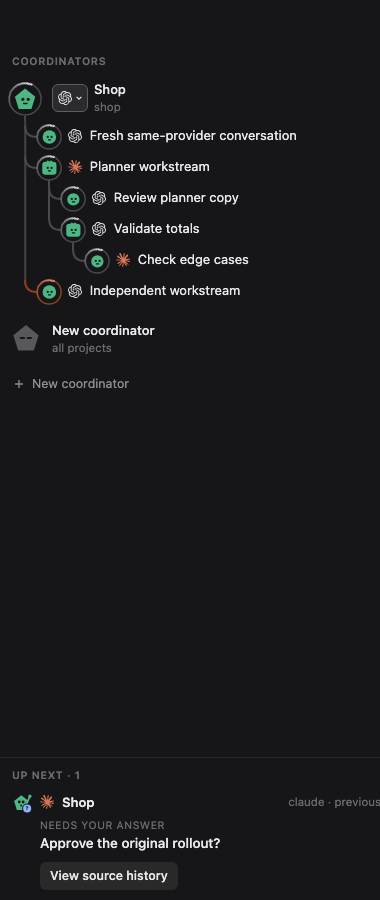 COORDINATORS
Shop
shop
Fresh same-provider conversation
Planner workstream
Review planner copy
Validate totals
Check edge cases
Independent workstream
New coordinator
all projects
+ New coordinator
UP NEXT · 1
Shop
claude · previous
NEEDS YOUR ANSWER
Approve the original rollout?
View source history